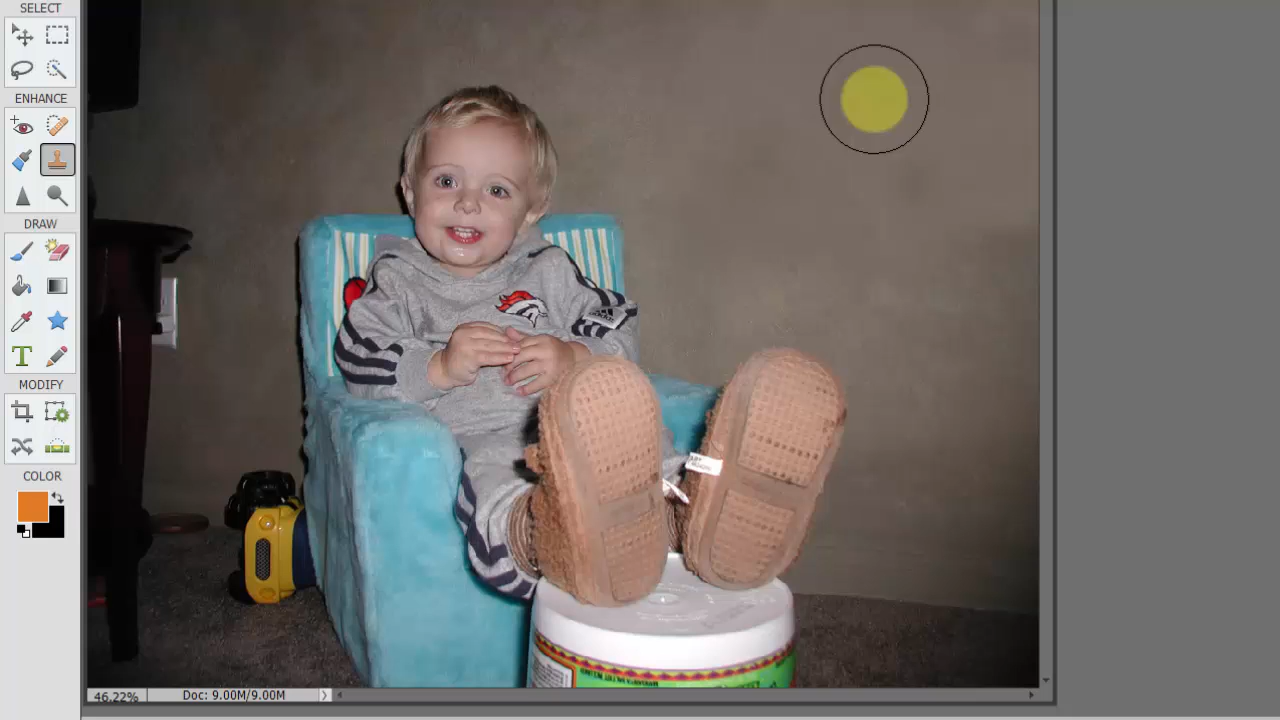 SELECT
ENHANCE
DRAW
T
MODIFY
COLOR
46.22%
Doc: 9.00M/9.00M